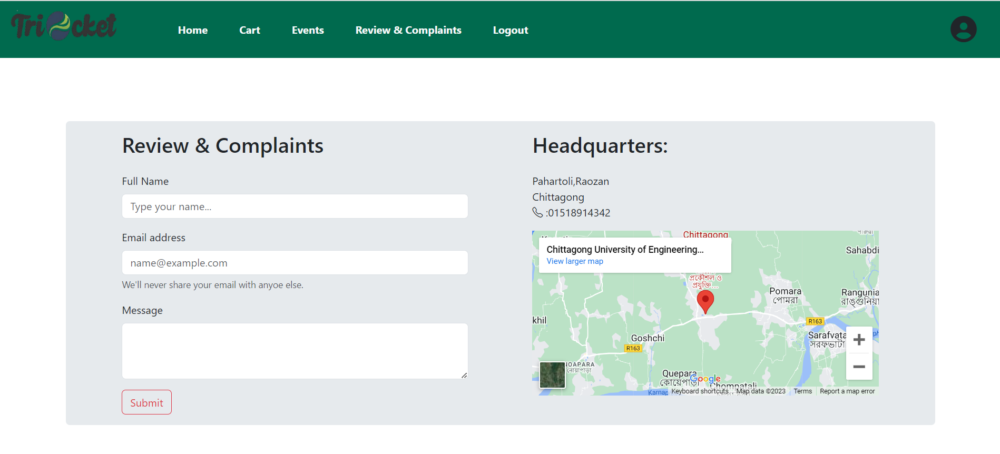 Tri cket
Home
Cart
Events
Review & Complaints
Logout
Review & Complaints
Full Name
Type your name...
Email address
name@example.com
We'll never share your email with anyoe else.
Message
Submit
Headquarters:
Pahartoli,Raozan
Chittagong
:01518914342
Chittagong
Sahabdi
Chittagong University of Engineering...
View larger map
প্রকৌশল ও
প্রযুক্তি...
Pomara
পোমরা
Rangunia
রাঙ্গুনিয়া
khil
R163
Goshchi
R163
Sarafvata
সরফভাটা
NOAPARA
নোয়াপাড়া
Quepara
কোয়েপাড়া
Google
Chompatali
Karnap
Keyboard shortcuts
Map data ©2023
Terms
Report a map error